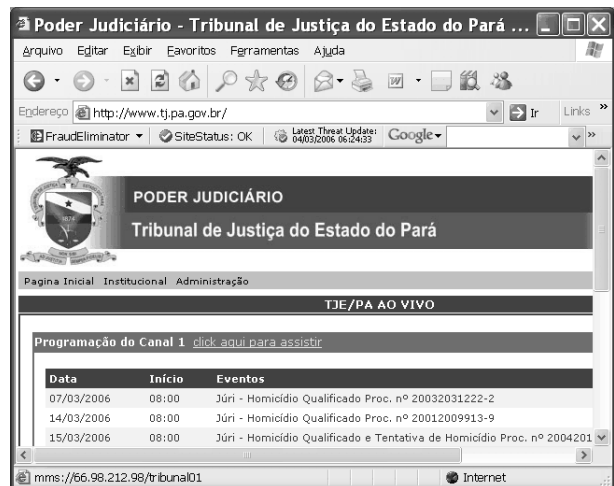 Poder Judiciário - Tribunal de Justiça do Estado do Pará ...
Arquivo Editar Exibir Favoritos Ferramentas Ajuda
Endereço http://www.tj.pa.gov.br/ Ir Links »
FraudEliminator SiteStatus: OK Latest Threat Update: 04/03/2006 06:24:33 Google »
1874
PODER JUDICIÁRIO
Tribunal de Justiça do Estado do Pará
Pagina Inicial Institucional Administração
TJE/PA AO VIVO
Programação do Canal 1 click aqui para assistir
Data Início Eventos
07/03/2006 08:00 Júri - Homicídio Qualificado Proc. nº 20032031222-2
14/03/2006 08:00 Júri - Homicídio Qualificado Proc. nº 20012009913-9
15/03/2006 08:00 Júri - Homicídio Qualificado e Tentativa de Homicídio Proc. nº 2004201
mms://66.98.212.98/tribunal01 Internet